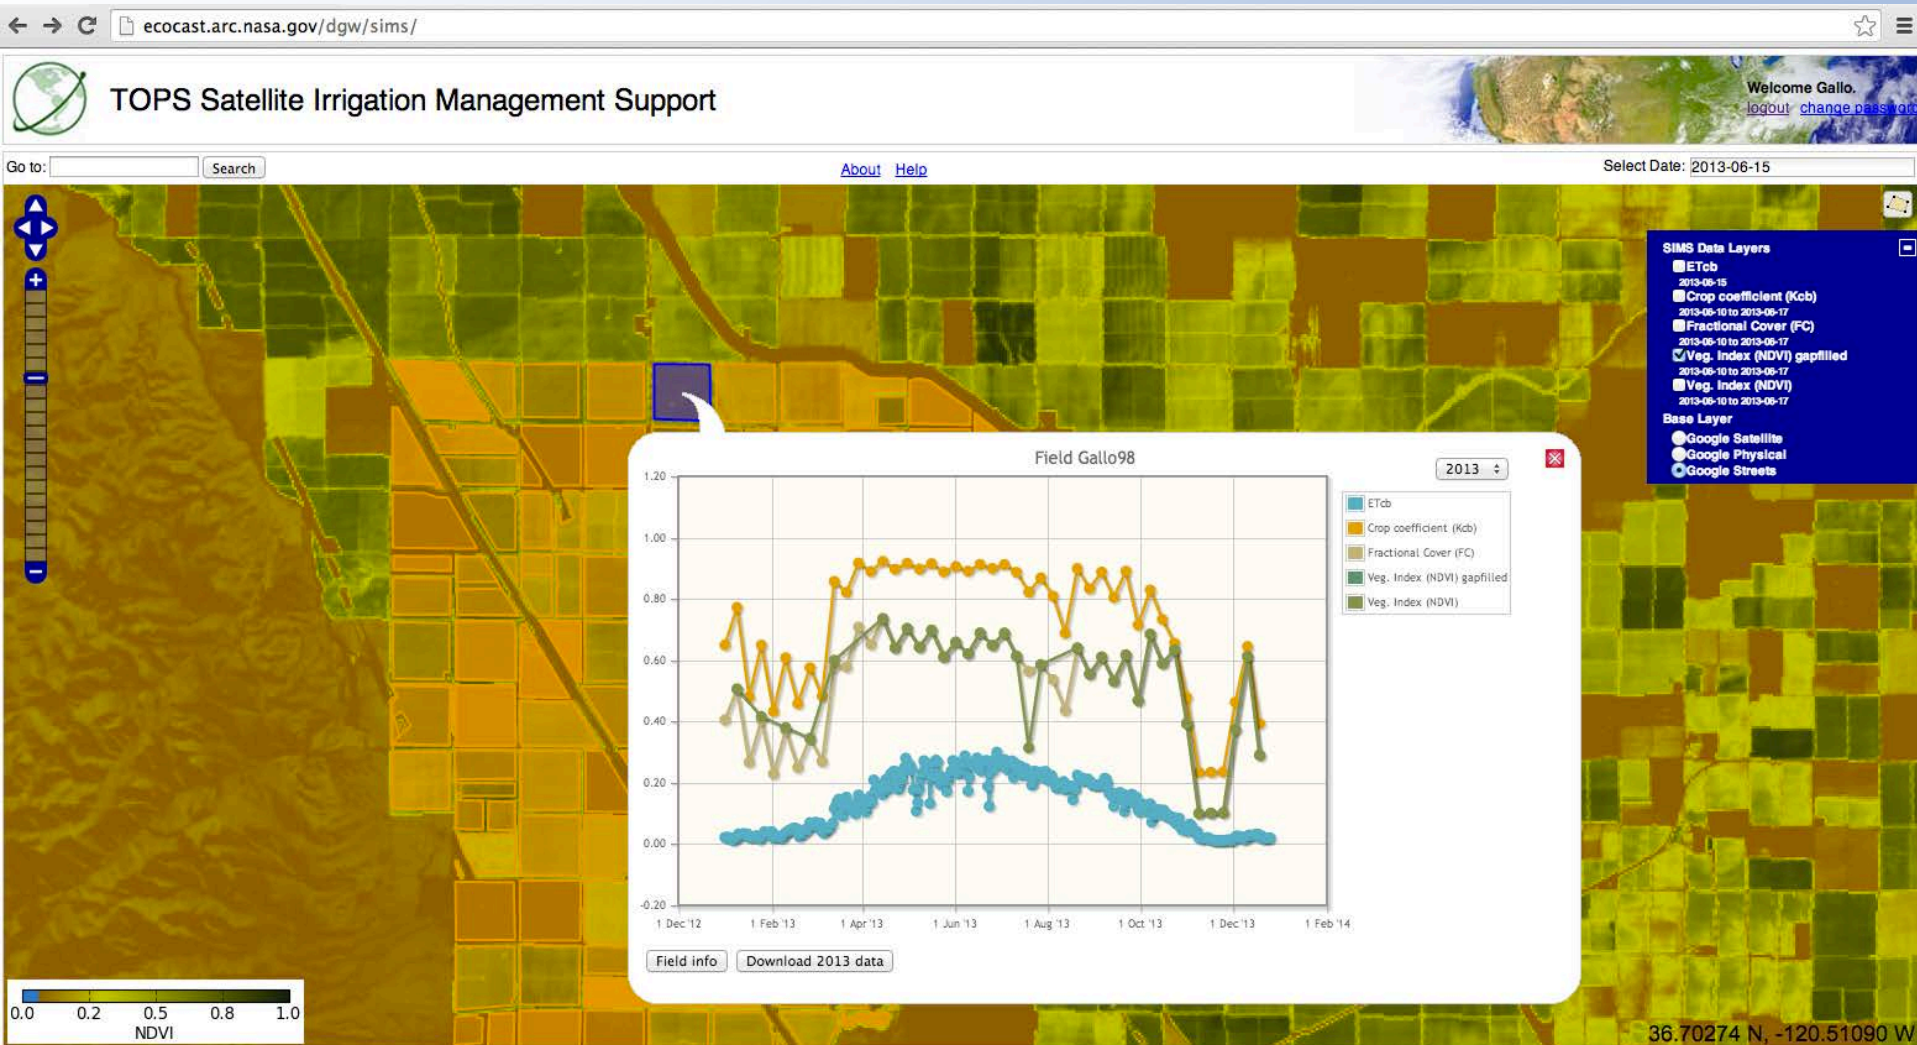 ecocast.arc.nasa.gov/dgw/sims/
TOPS Satellite Irrigation Management Support
Welcome Gallo.
logout change password
Go to:
Search
About Help
Select Date: 2013-06-15
SIMS Data Layers
ETcb
2013-06-15
Crop coefficient (Kcb)
2013-06-10 to 2013-06-17
Fractional Cover (FC)
2013-06-10 to 2013-06-17
Veg. Index (NDVI) gapfilled
2013-06-10 to 2013-06-17
Veg. Index (NDVI)
2013-06-10 to 2013-06-17
Base Layer
Google Satellite
Google Physical
Google Streets
Field Gallo98
2013
1.20
1.00
0.80
0.60
0.40
0.20
0.00
-0.20
1 Dec '12 1 Feb '13 1 Apr '13 1 Jun '13 1 Aug '13 1 Oct '13 1 Dec '13 1 Feb '14
ETcb
Crop coefficient (Kcb)
Fractional Cover (FC)
Veg. Index (NDVI) gapfilled
Veg. Index (NDVI)
Field info
Download 2013 data
0.0 0.2 0.5 0.8 1.0
NDVI
36.70274 N, -120.51090 W